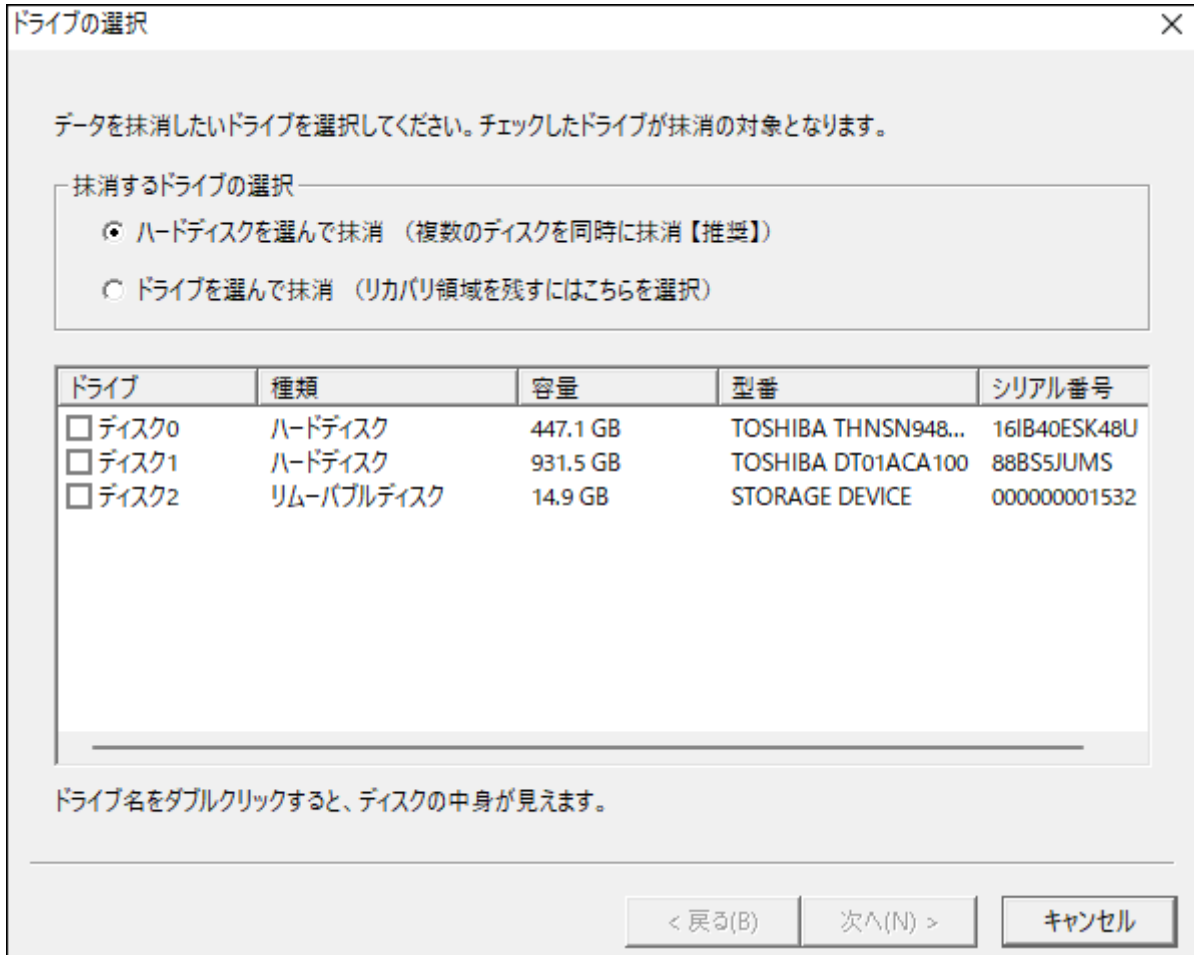 ドライブの選択
データを抹消したいドライブを選択してください。チェックしたドライブが抹消の対象となります。
抹消するドライブの選択
ハードディスクを選んで抹消 (複数のディスクを同時に抹消【推奨】)
ドライブを選んで抹消 (リカバリ領域を残すにはこちらを選択)
ドライブ 種類 容量 型番 シリアル番号
ディスク0 ハードディスク 447.1 GB TOSHIBA THNSN948... 16IB40ESK48U
ディスク1 ハードディスク 931.5 GB TOSHIBA DT01ACA100 88BS5JUMS
ディスク2 リムーバブルディスク 14.9 GB STORAGE DEVICE 000000001532
ドライブ名をダブルクリックすると、ディスクの中身が見えます。
< 戻る(B) 次へ(N) > キャンセル